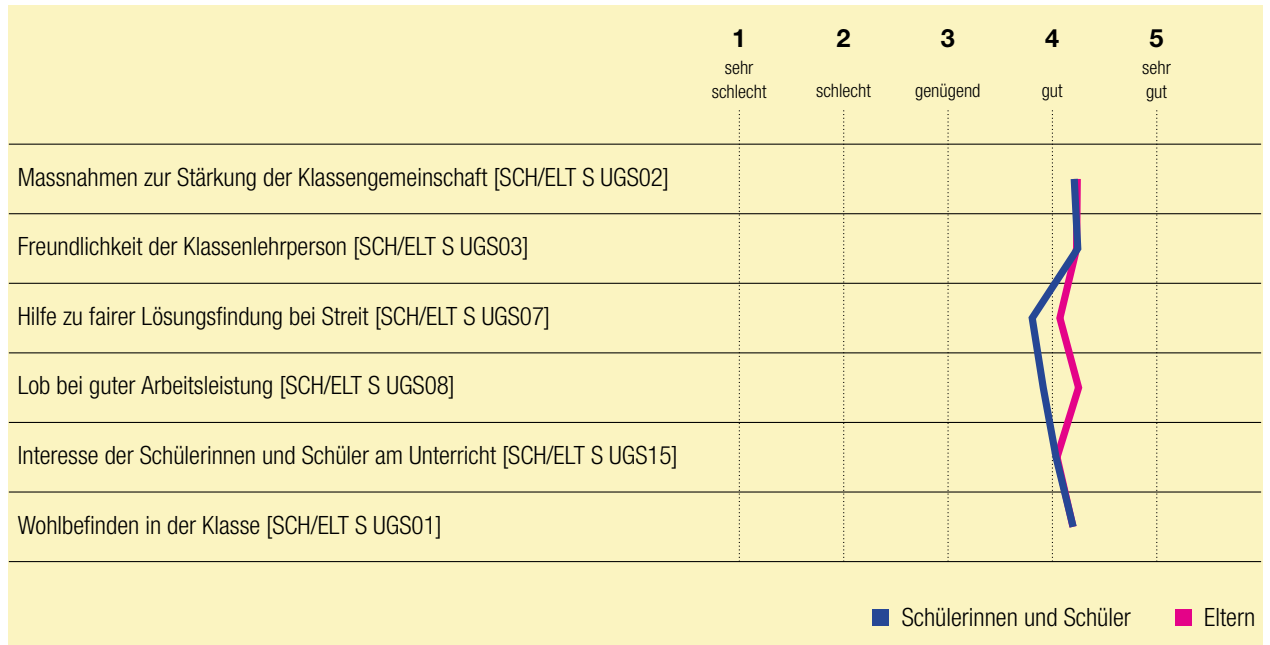 1 2 3 4 5
sehr schlecht schlecht genügend gut sehr gut
Massnahmen zur Stärkung der Klassengemeinschaft [SCH/ELT S UGS02]
Freundlichkeit der Klassenlehrperson [SCH/ELT S UGS03]
Hilfe zu fairer Lösungsfindung bei Streit [SCH/ELT S UGS07]
Lob bei guter Arbeitsleistung [SCH/ELT S UGS08]
Interesse der Schülerinnen und Schüler am Unterricht [SCH/ELT S UGS15]
Wohlbefinden in der Klasse [SCH/ELT S UGS01]
Schülerinnen und Schüler Eltern